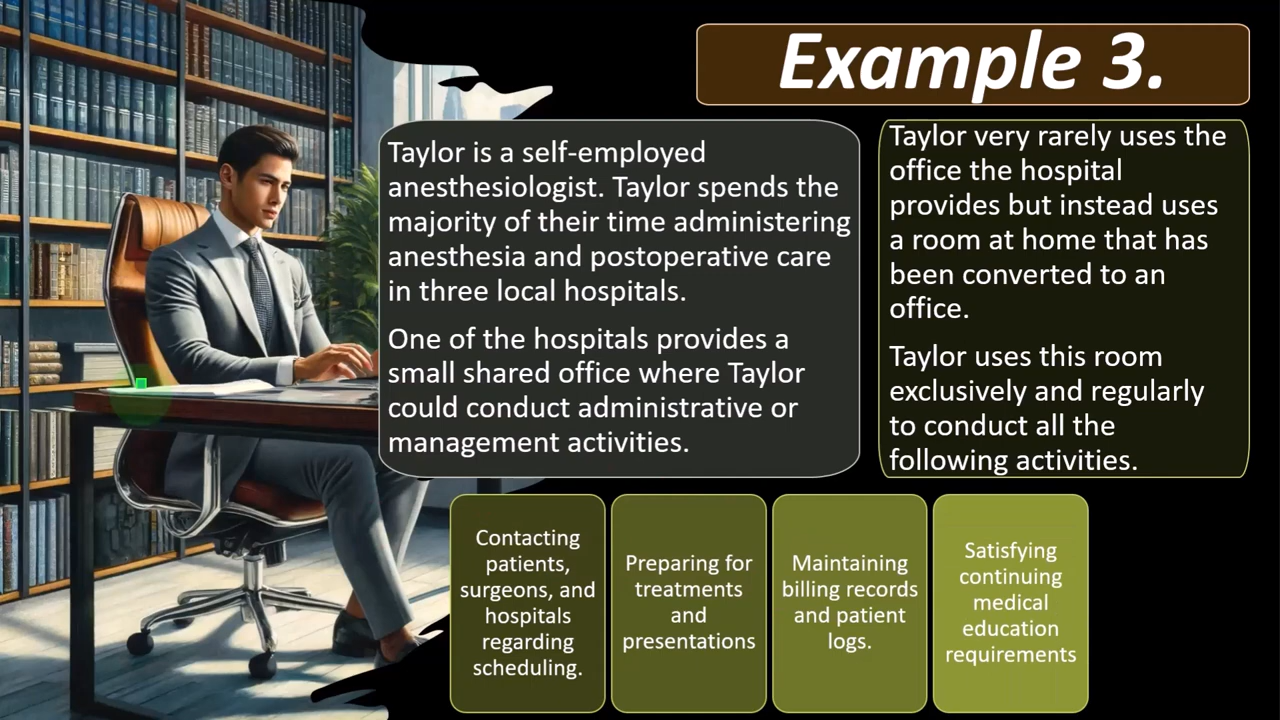 Example 3.
Taylor is a self-employed
anesthesiologist. Taylor spends the
majority of their time administering
anesthesia and postoperative care
in three local hospitals.
One of the hospitals provides a
small shared office where Taylor
could conduct administrative or
management activities.
Taylor very rarely uses the
office the hospital
provides but instead uses
a room at home that has
been converted to an
office.
Taylor uses this room
exclusively and regularly
to conduct all the
following activities.
Contacting
patients,
surgeons, and
hospitals
regarding
scheduling.
Preparing for
treatments
and
presentations
Maintaining
billing records
and patient
logs.
Satisfying
continuing
medical
education
requirements